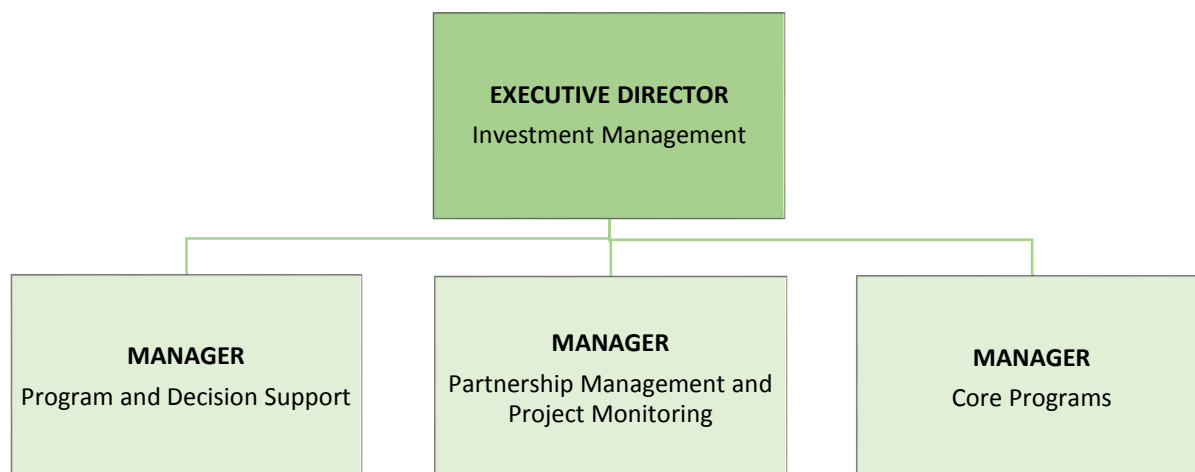 EXECUTIVE DIRECTOR
Investment Management
MANAGER
Program and Decision Support
MANAGER
Partnership Management and
Project Monitoring
MANAGER
Core Programs